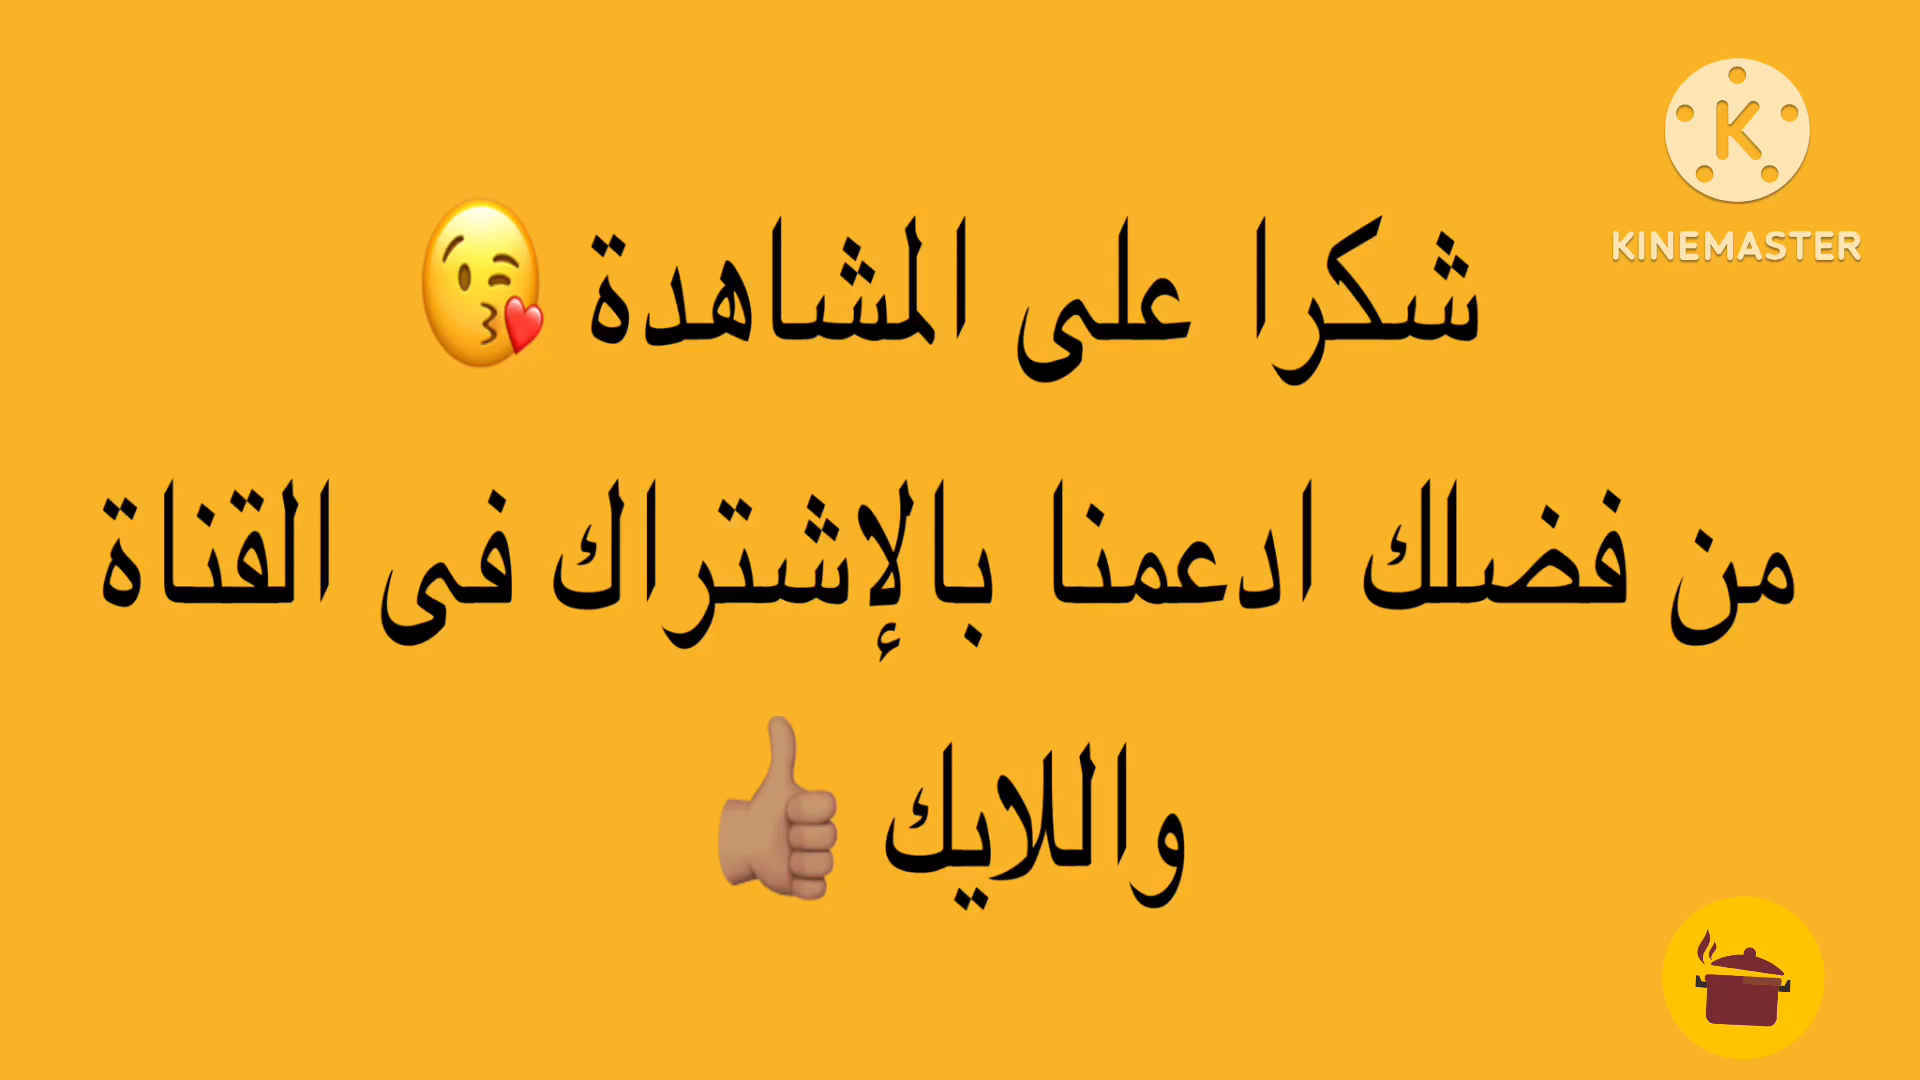 KINEMASTER
شكرا على المشاهدة 😘
من فضلك ادعمنا بالإشتراك فى القناة
واللايك 👍🏽